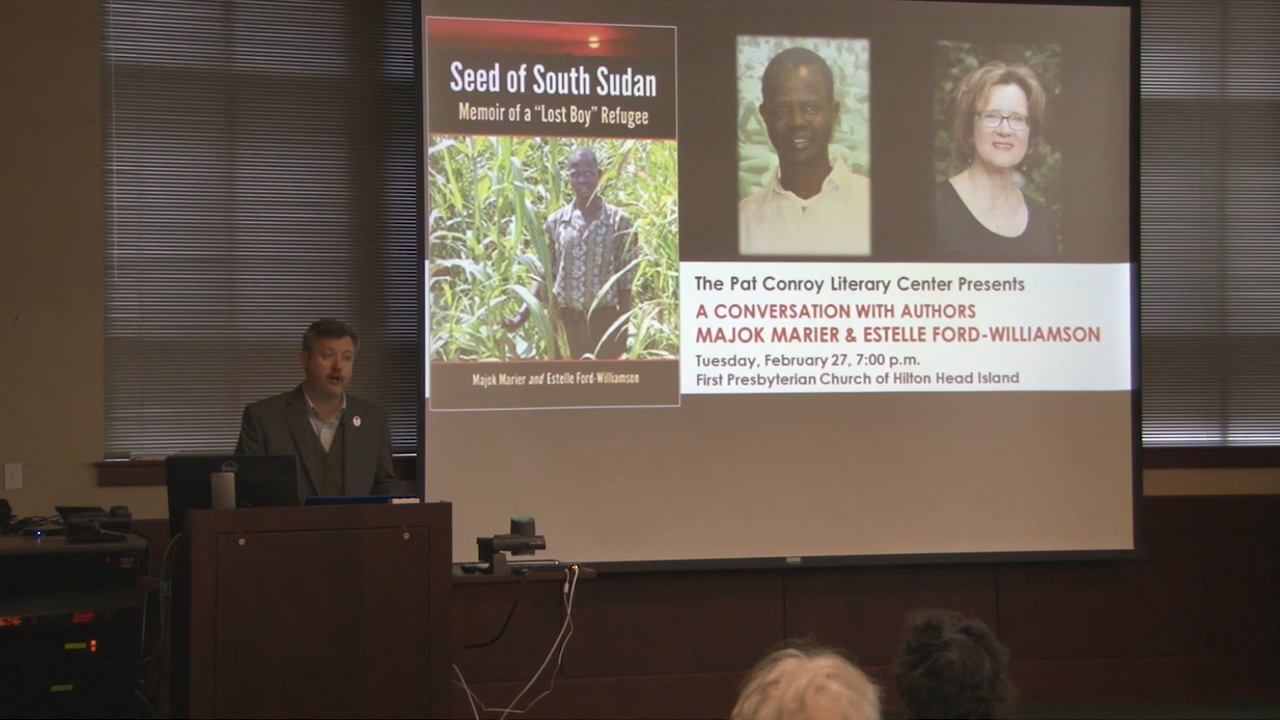 Seed of South Sudan
Memoir of a "Lost Boy" Refugee
Majok Marier and Estelle Ford-Williamson
The Pat Conroy Literary Center Presents
A CONVERSATION WITH AUTHORS
MAJOK MARIER & ESTELLE FORD-WILLIAMSON
Tuesday, February 27, 7:00 p.m.
First Presbyterian Church of Hilton Head Island